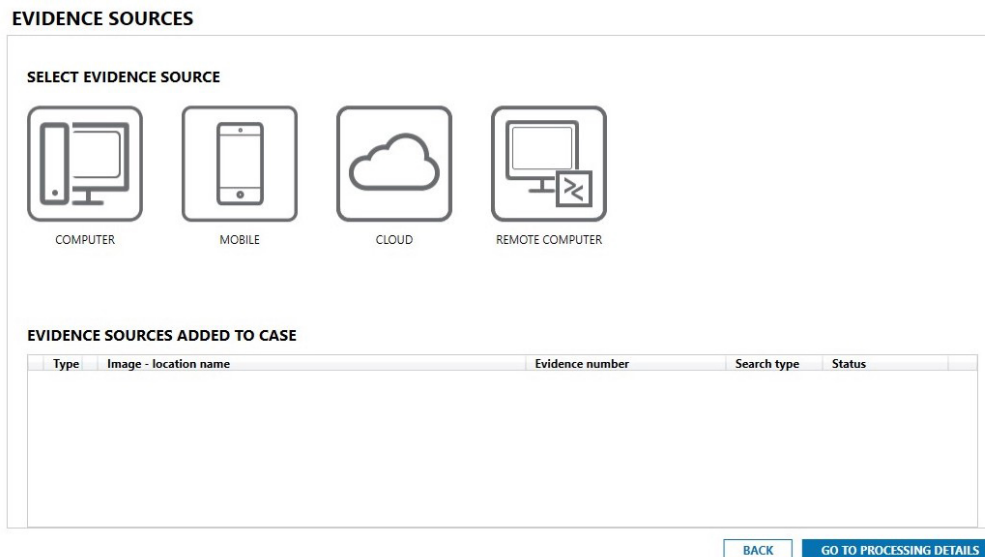 EVIDENCE SOURCES
SELECT EVIDENCE SOURCE
COMPUTER MOBILE CLOUD REMOTE COMPUTER
EVIDENCE SOURCES ADDED TO CASE
Type Image - location name Evidence number Search type Status
BACK GO TO PROCESSING DETAILS